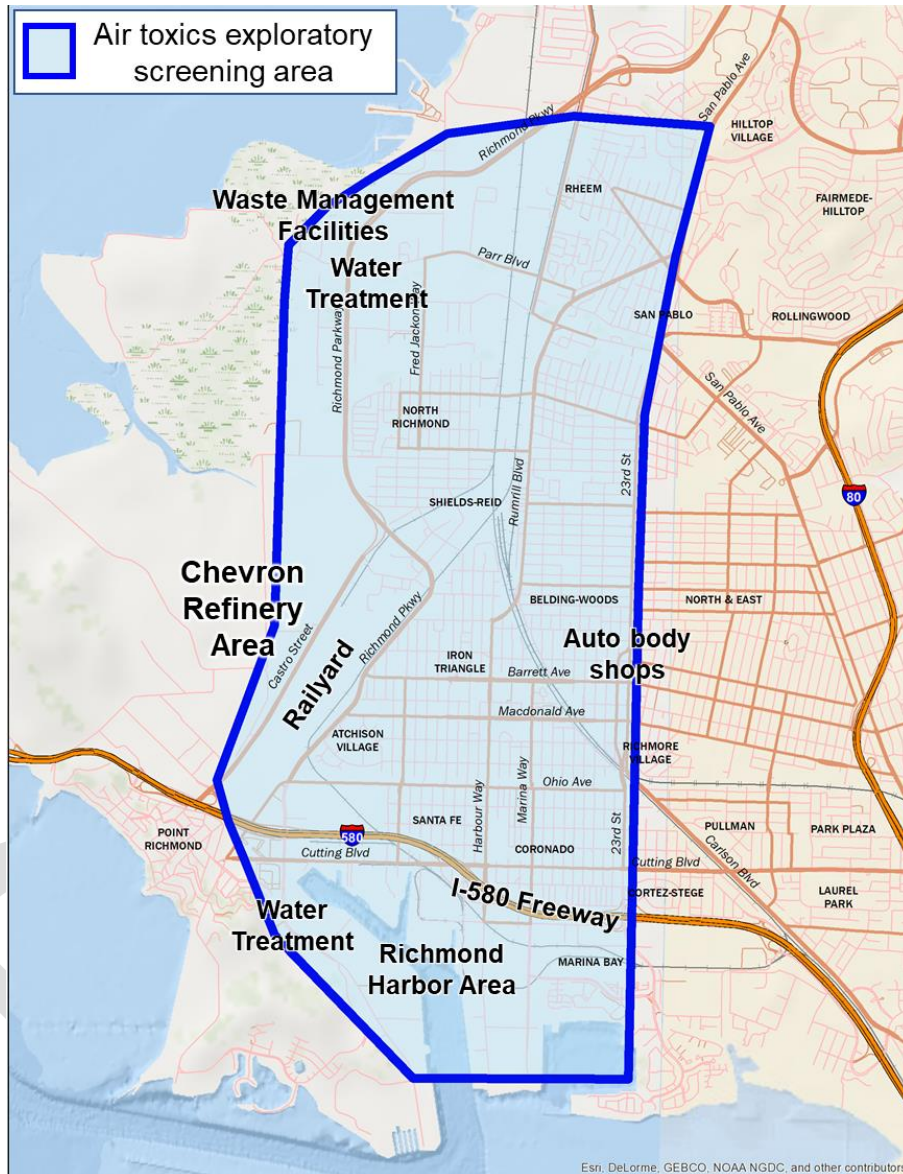 Air toxics exploratory
screening area
San Pablo Ave
HILLTOP
VILLAGE
Richmond Pkwy
RHEEM
FAIRMEDE-
HILLTOP
Waste Management
Facilities
Water
Treatment
Parr Blvd
SAN PABLO
ROLLINGWOOD
Richmond Parkway
Fred Jackson Way
San Pablo Ave
NORTH
RICHMOND
23rd St
80
SHIELDS-REID
Rumrill Blvd
Chevron
Refinery
Area
Castro Street
Railyard
Richmond Pkwy
BELDING-WOODS
NORTH & EAST
Auto body
shops
IRON
TRIANGLE
Barrett Ave
Macdonald Ave
ATCHISON
VILLAGE
RICHMORE
VILLAGE
Ohio Ave
Harbour Way
Marina Way
23rd St
POINT
RICHMOND
580
SANTA FE
CORONADO
PULLMAN
PARK PLAZA
Cutting Blvd
Cutting Blvd
Carlson Blvd
CORTEZ-STEGE
LAUREL
PARK
I-580 Freeway
Water
Treatment
Richmond
Harbor Area
MARINA BAY
Esri, DeLorme, GEBCO, NOAA NGDC, and other contributors